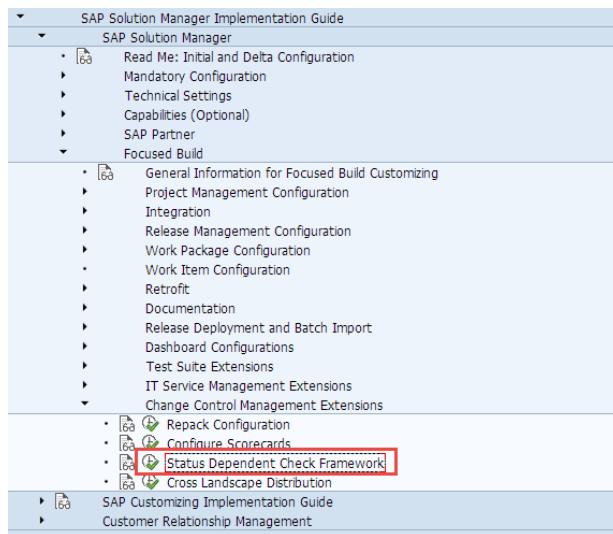 SAP Solution Manager Implementation Guide
SAP Solution Manager
Read Me: Initial and Delta Configuration
Mandatory Configuration
Technical Settings
Capabilities (Optional)
SAP Partner
Focused Build
General Information for Focused Build Customizing
Project Management Configuration
Integration
Release Management Configuration
Work Package Configuration
Work Item Configuration
Retrofit
Documentation
Release Deployment and Batch Import
Dashboard Configurations
Test Suite Extensions
IT Service Management Extensions
Change Control Management Extensions
Repack Configuration
Configure Scorecards
Status Dependent Check Framework
Cross Landscape Distribution
SAP Customizing Implementation Guide
Customer Relationship Management